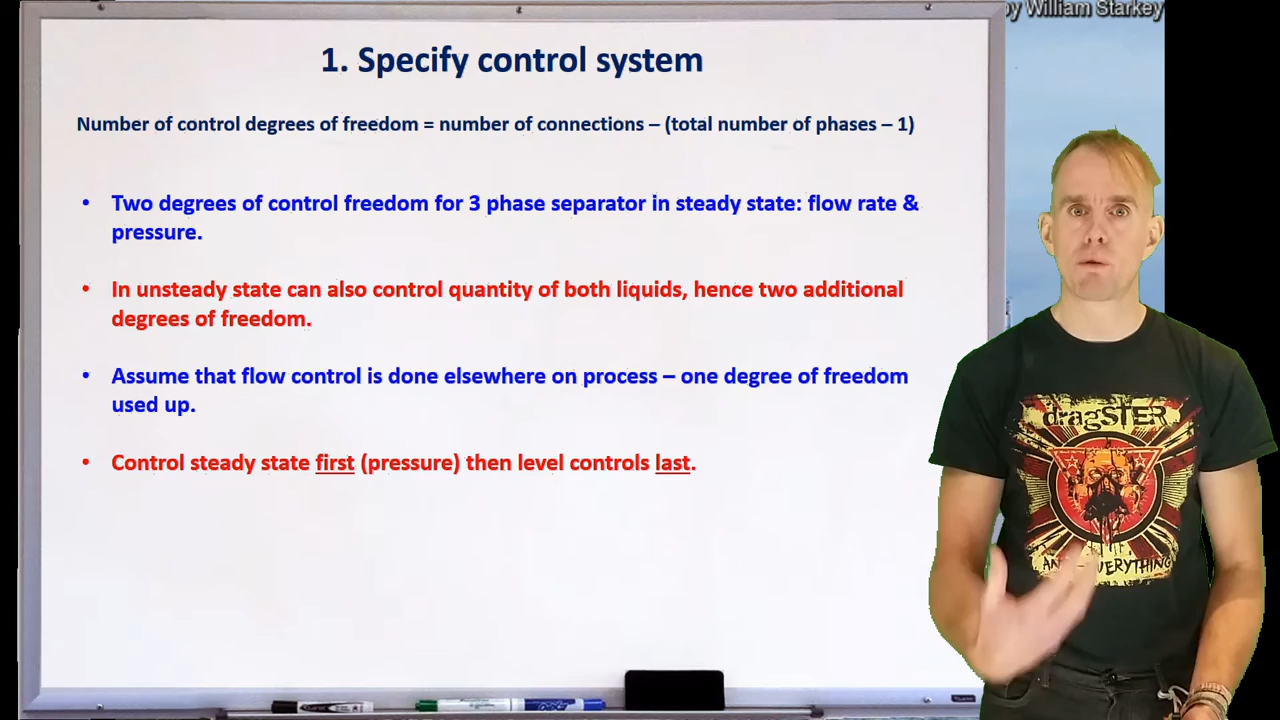 by William Starkey
1. Specify control system
Number of control degrees of freedom = number of connections – (total number of phases – 1)
• Two degrees of control freedom for 3 phase separator in steady state: flow rate &
pressure.
• In unsteady state can also control quantity of both liquids, hence two additional
degrees of freedom.
• Assume that flow control is done elsewhere on process – one degree of freedom
used up.
• Control steady state first (pressure) then level controls last.
dragSTER